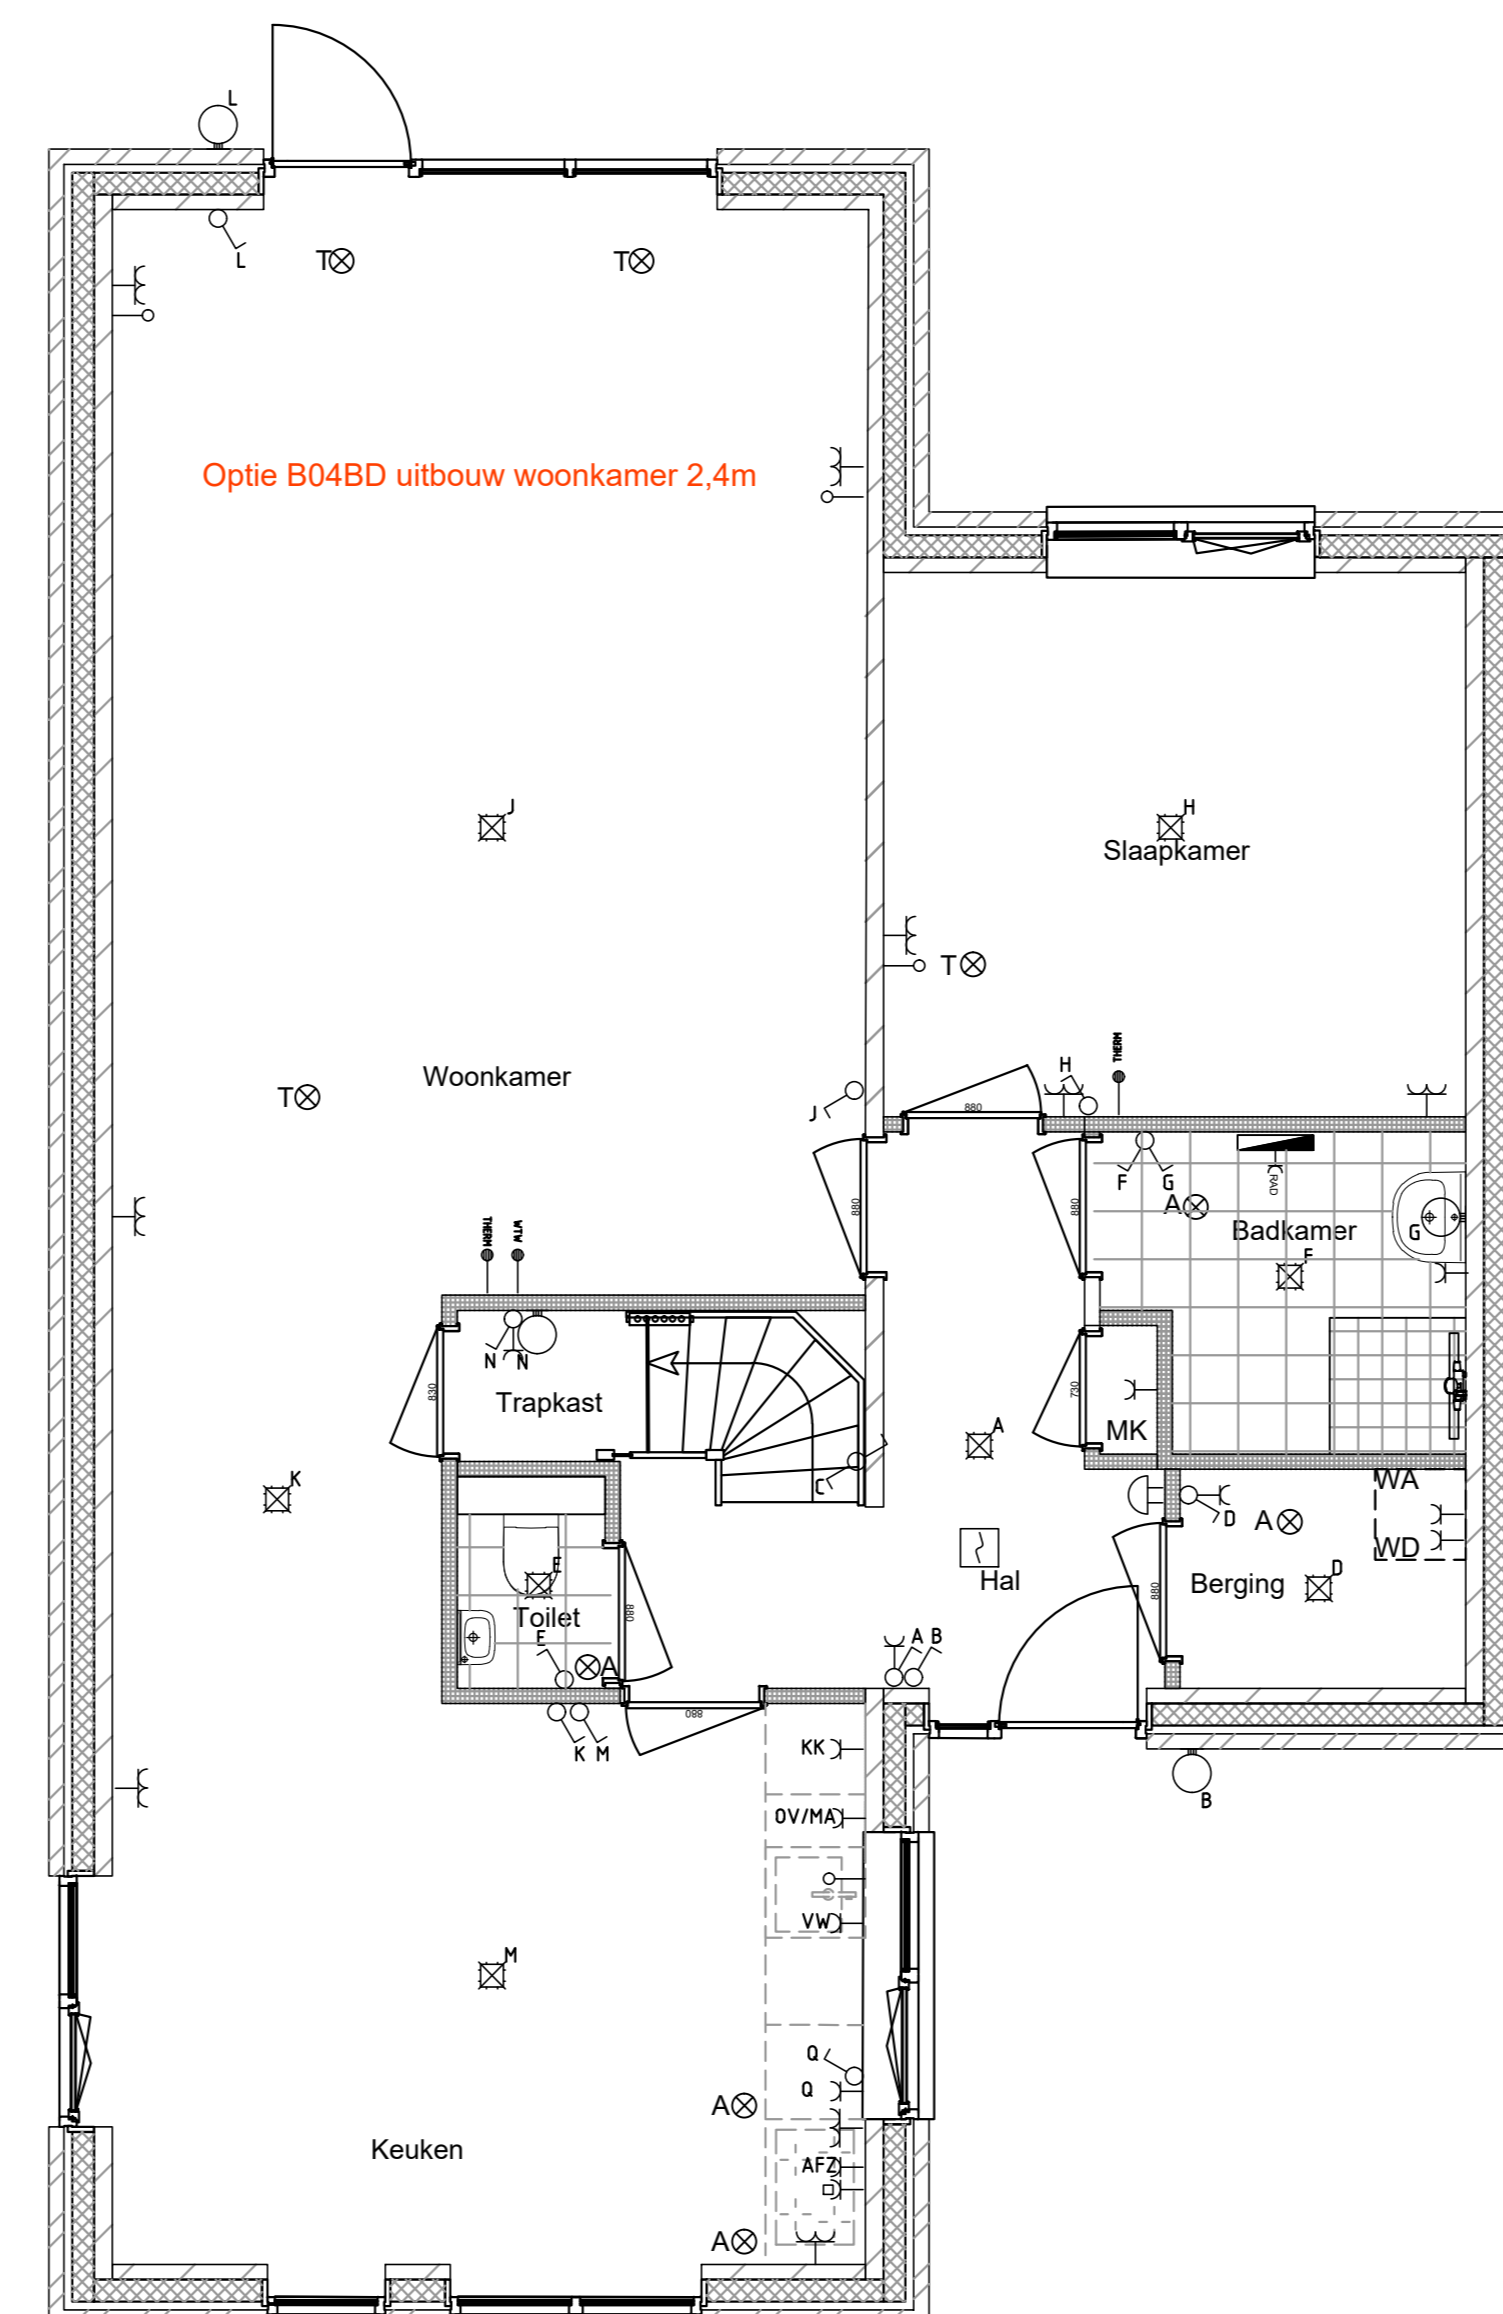 L
L
T
T
Optie B04BD uitbouw woonkamer 2,4m
J
H
Slaapkamer
T
Woonkamer
T
J
H
THERM
880
880
880
F
G
RAD
A
Badkamer
G
F
THERM
WTW
N
N
830
Trapkast
730
MK
A
C
K
WA
D
A
WD
Hal
Berging
D
880
E
Toilet
E
880
A
A B
880
K M
KK
OV/MA
B
VW
M
Q
Q
A
AFZ
Keuken
A